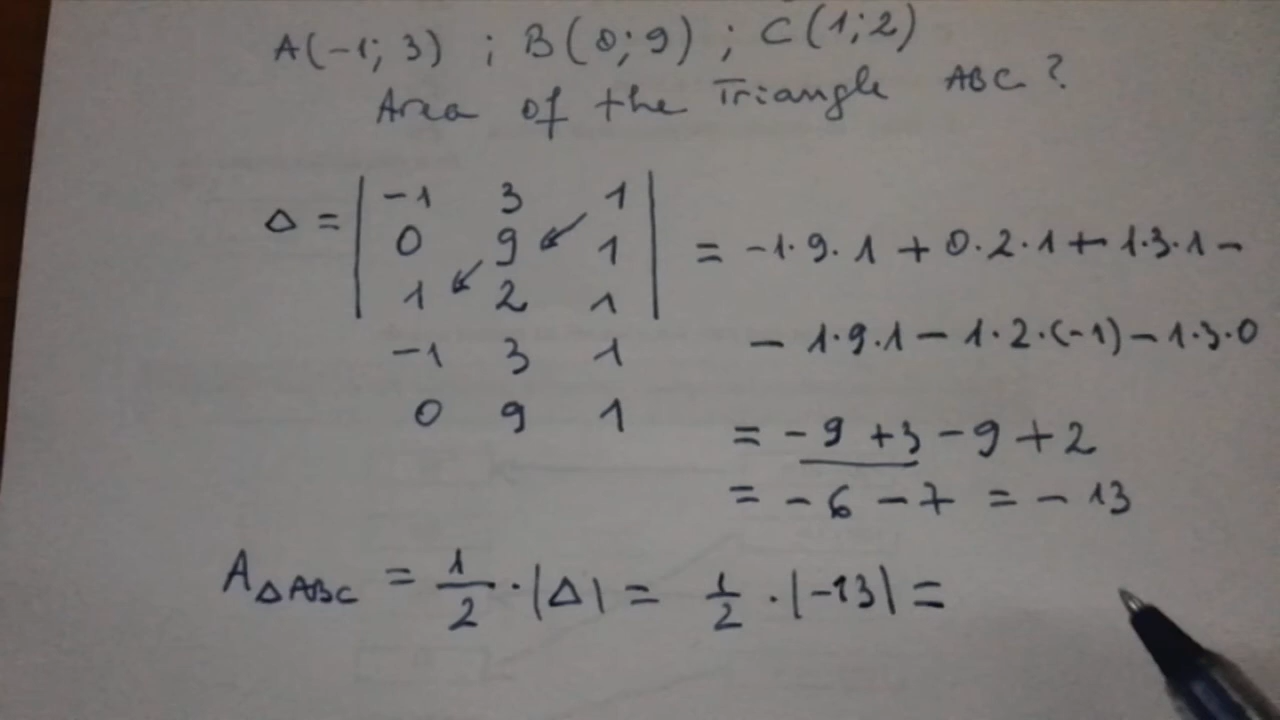 A(-1; 3) ; B(0; 9) ; C(1; 2)
Area of the Triangle ABC ?
Δ = | -1 3 1 |
| 0 9 1 | = -1·9·1 + 0·2·1 + 1·3·1 -
| 1 2 1 | - 1·9·1 - 1·2·(-1) - 1·3·0
-1 3 1
0 9 1 = -9 +3 -9 +2
= -6 -7 = -13
A ΔABC = 1/2 · |Δ| = 1/2 · |-13| =